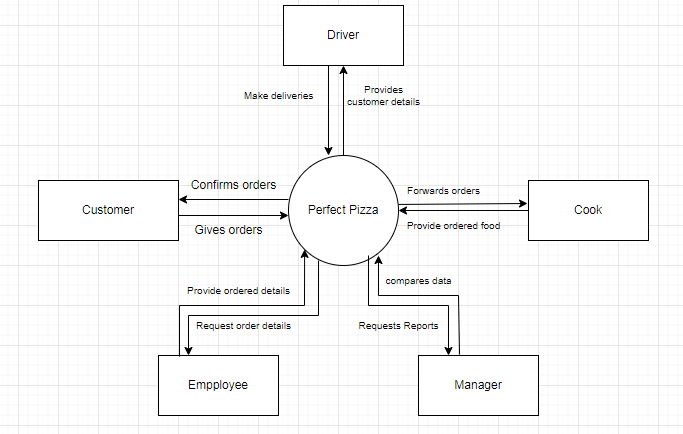 Driver
Make deliveries
Provides
customer details
Confirms orders
Customer
Gives orders
Perfect Pizza
Forwards orders
Cook
Provide ordered food
Provide ordered details
compares data
Request order details
Requests Reports
Empployee
Manager